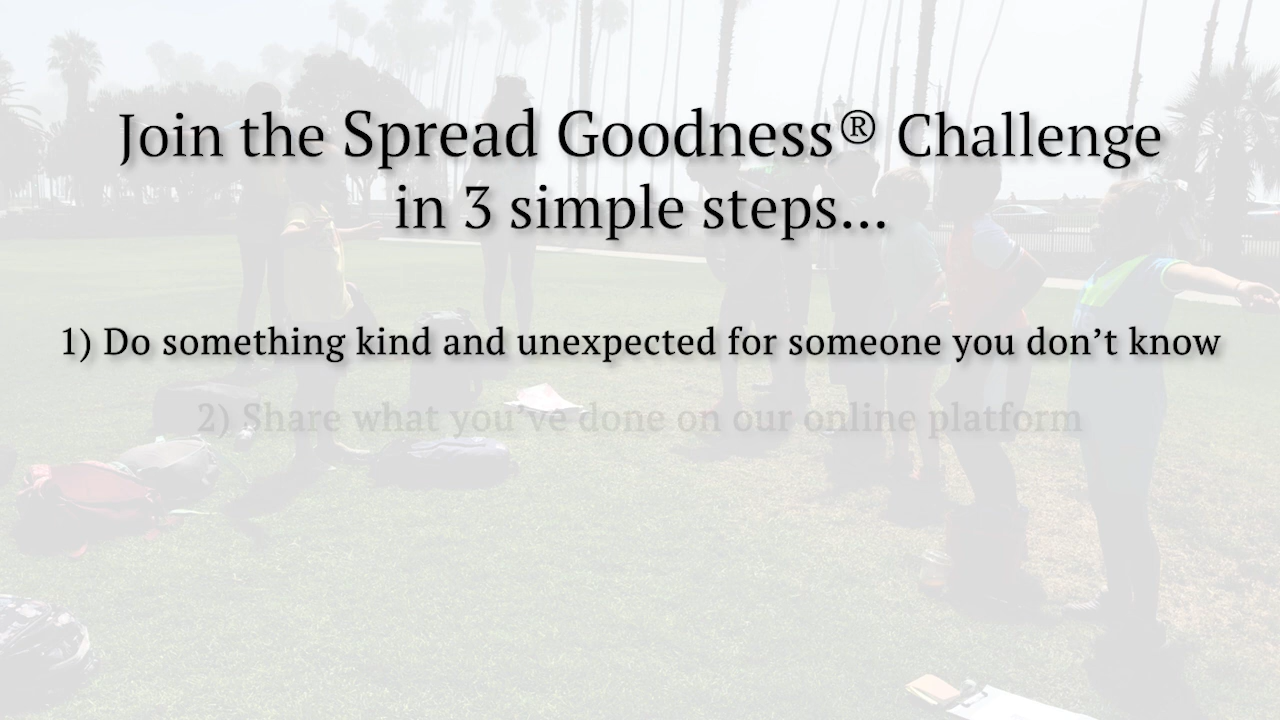 Join the Spread Goodness® Challenge
in 3 simple steps...
1) Do something kind and unexpected for someone you don’t know
2) Share what you’ve done on our online platform